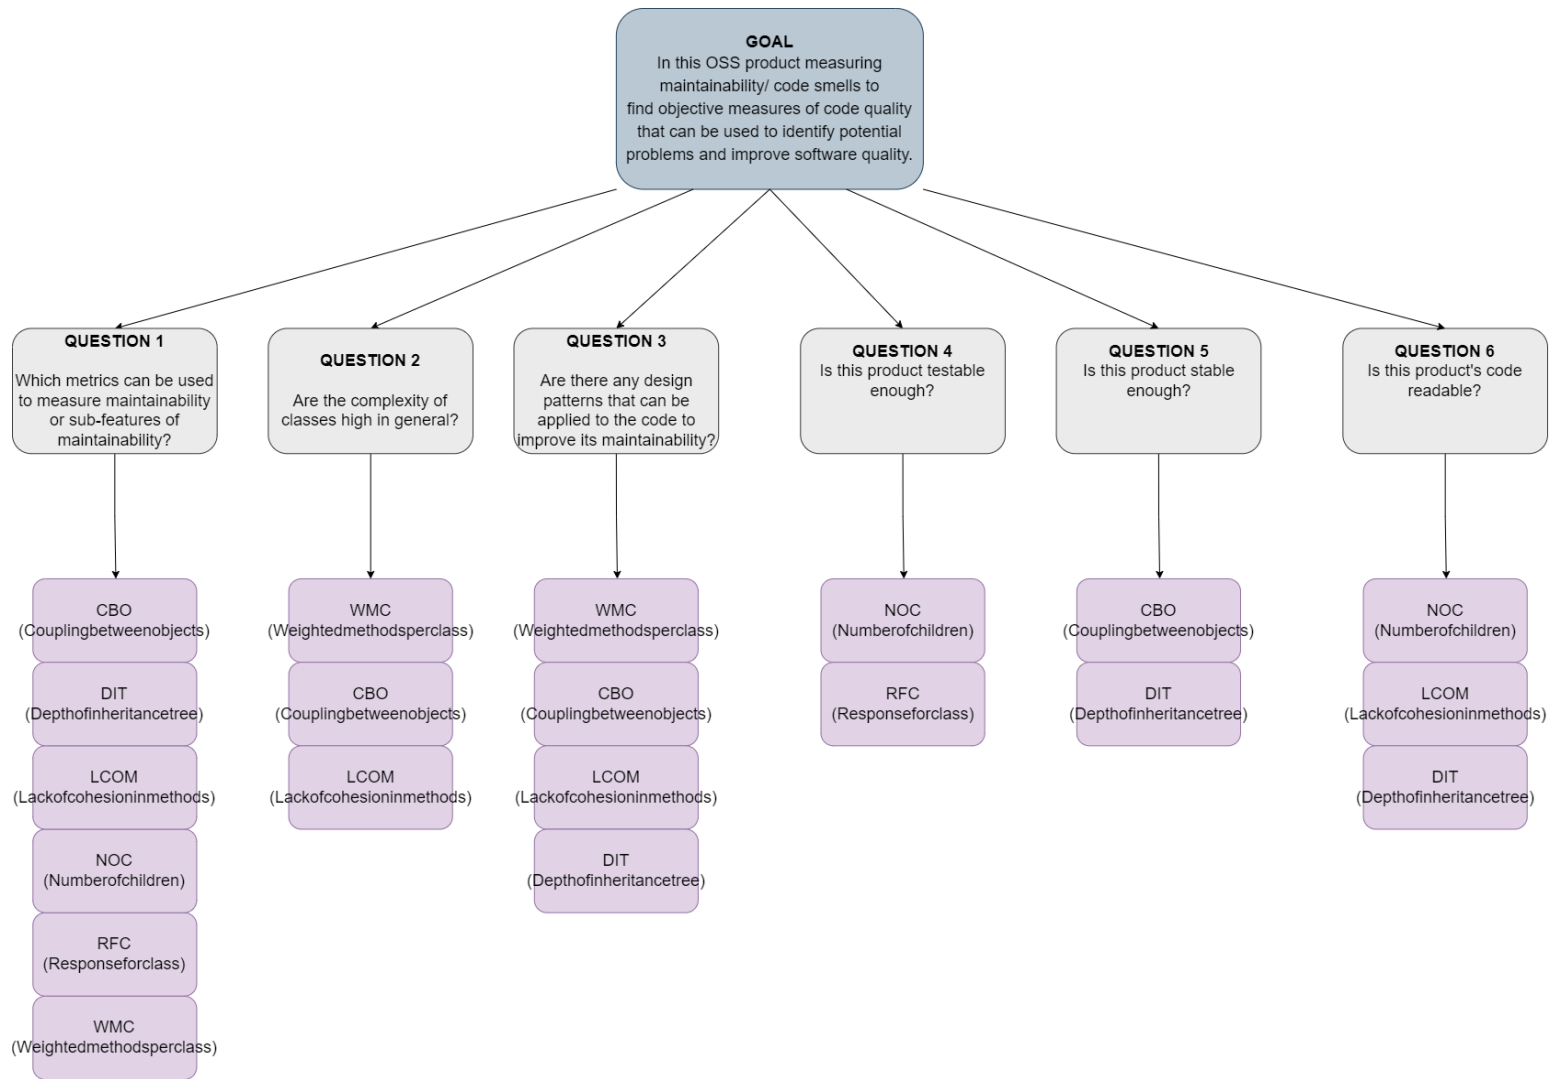 GOAL
In this OSS product measuring
maintainability/ code smells to
find objective measures of code quality
that can be used to identify potential
problems and improve software quality.
QUESTION 1
Which metrics can be used
to measure maintainability
or sub-features of
maintainability?
QUESTION 2
Are the complexity of
classes high in general?
QUESTION 3
Are there any design
patterns that can be
applied to the code to
improve its maintainability?
QUESTION 4
Is this product testable
enough?
QUESTION 5
Is this product stable
enough?
QUESTION 6
Is this product's code
readable?
CBO
(Couplingbetweenobjects)
DIT
(Depthofinheritancetree)
LCOM
(Lackofcohesioninmethods)
NOC
(Numberofchildren)
RFC
(Responseforclass)
WMC
(Weightedmethodsperclass)
WMC
(Weightedmethodsperclass)
CBO
(Couplingbetweenobjects)
LCOM
(Lackofcohesioninmethods)
WMC
(Weightedmethodsperclass)
CBO
(Couplingbetweenobjects)
LCOM
(Lackofcohesioninmethods)
DIT
(Depthofinheritancetree)
NOC
(Numberofchildren)
RFC
(Responseforclass)
CBO
(Couplingbetweenobjects)
DIT
(Depthofinheritancetree)
NOC
(Numberofchildren)
LCOM
(Lackofcohesioninmethods)
DIT
(Depthofinheritancetree)